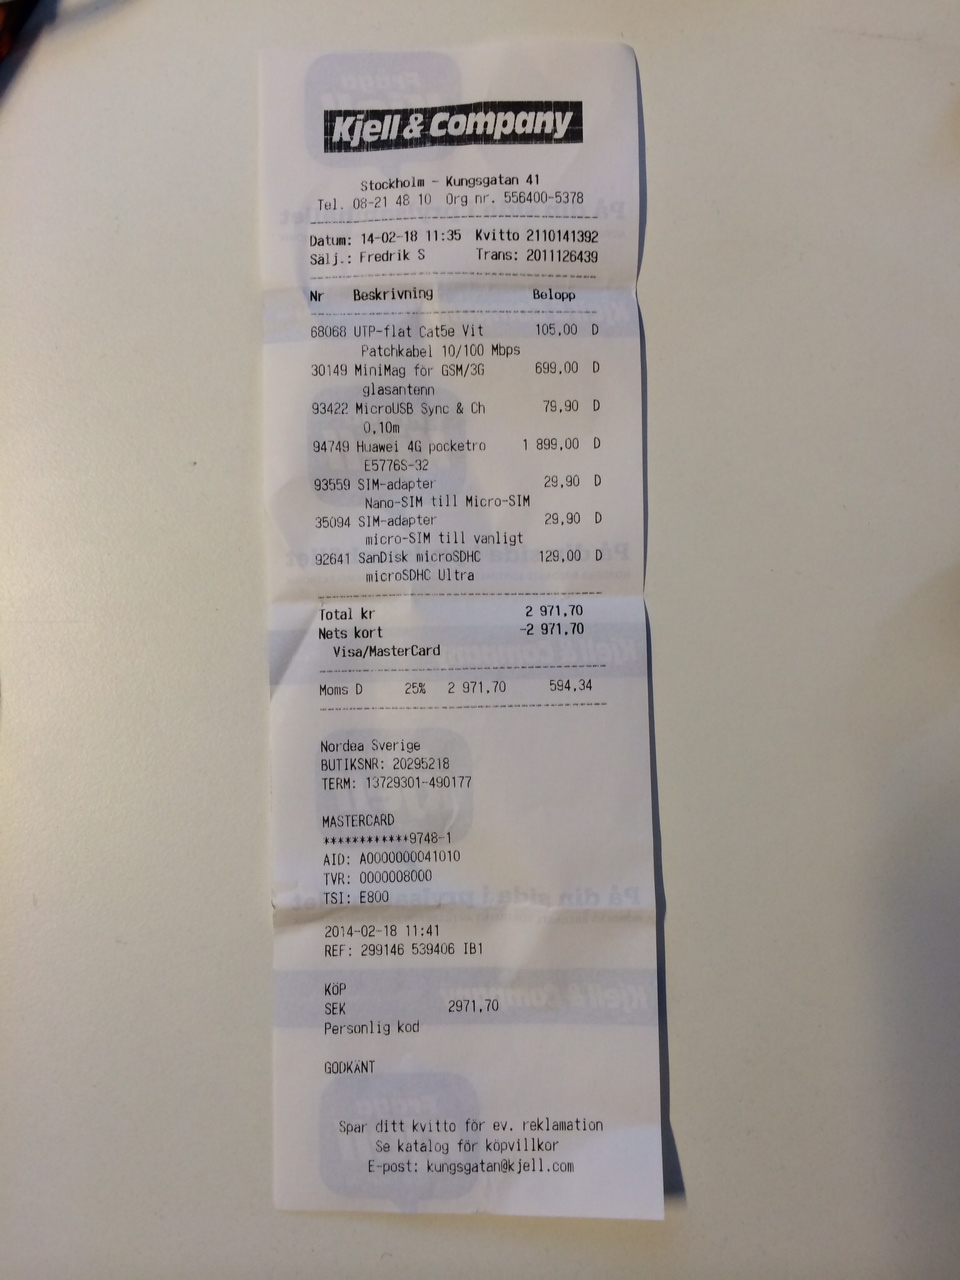 Kjell & Company
Stockholm - Kungsgatan 41
Tel. 08-21 48 10 Org nr. 556400-5378
Datum: 14-02-18 11:35 Kvitto 2110141392
Sälj.: Fredrik S Trans: 2011126439
Nr Beskrivning Belopp
68068 UTP-flat Cat5e Vit 105,00 D
Patchkabel 10/100 Mbps
30149 MiniMag för GSM/3G 699,00 D
glasantenn
93422 MicroUSB Sync & Ch 79,90 D
0,10m
94749 Huawei 4G pocketro 1 899,00 D
E5776S-32
93559 SIM-adapter 29,90 D
Nano-SIM till Micro-SIM
35094 SIM-adapter 29,90 D
micro-SIM till vanligt
92641 SanDisk microSDHC 129,00 D
microSDHC Ultra
Total kr 2 971,70
Nets kort -2 971,70
Visa/MasterCard
Moms D 25% 2 971,70 594,34
Nordea Sverige
BUTIKSNR: 20295218
TERM: 13729301-490177
MASTERCARD
************9748-1
AID: A0000000041010
TVR: 0000008000
TSI: E800
2014-02-18 11:41
REF: 299146 539406 IB1
KÖP
SEK 2971,70
Personlig kod
GODKÄNT
Spar ditt kvitto för ev. reklamation
Se katalog för köpvillkor
E-post: kungsgatan@kjell.com